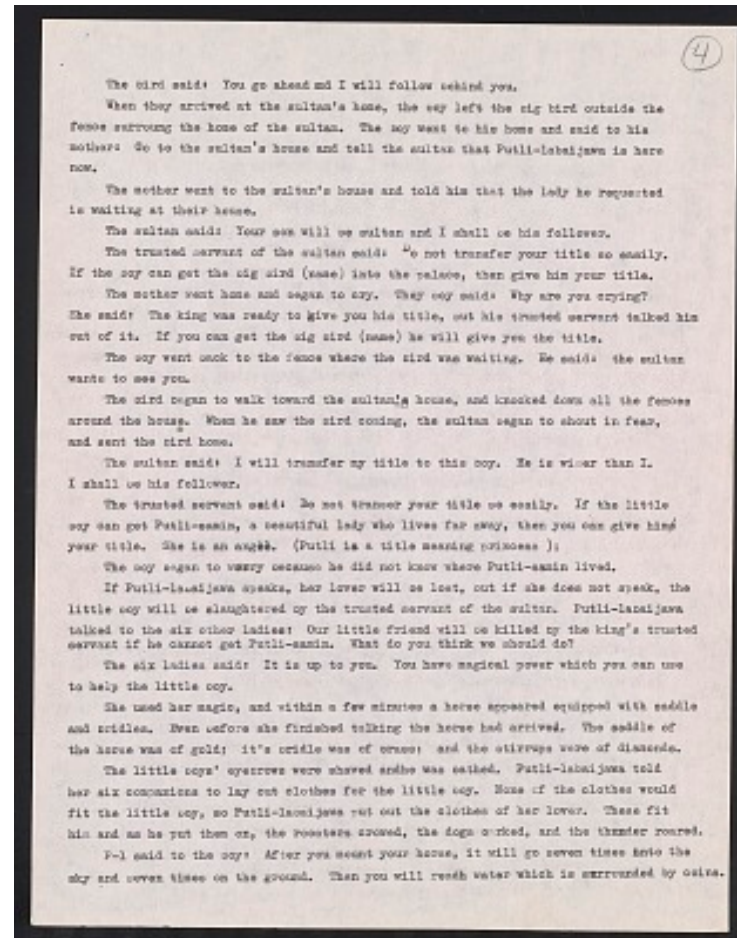 4
The bird said: You go ahead and I will follow behind you.
When they arrived at the sultan's home, the boy left the big bird outside the
fence surroung the home of the sultan. The boy went to his home and said to his
mother: Go to the sultan's house and tell the sultan that Putli-labaijawa is here
now.
The mother went to the sultan's house and told him that the lady he requested
is waiting at their house.
The sultan said: Your son will be sultan and I shall be his follower.
The trusted servant of the sultan said: Do not transfer your title so easily.
If the boy can get the big bird (name) into the palace, then give him your title.
The mother went home and began to cry. They boy said: Why are you crying?
She said: The king was ready to give you his title, but his trusted servant talked him
out of it. If you can get the big bird (name) he will give you the title.
The boy went back to the fence where the bird was waiting. He said: the sultan
wants to see you.
The bird began to walk toward the sultan's house, and knocked down all the fences
around the house. When he saw the bird coming, the sultan began to shout in fear,
and sent the bird home.
The sultan said: I will transfer my title to this boy. He is wiser than I.
I shall be his follower.
The trusted servant said: Do not trancer your title so easily. If the little
boy can get Putli-samin, a beautiful lady who lives far away, then you can give him
your title. She is an angel. (Putli is a title meaning princess );
The boy began to worry because he did not know where Putli-samin lived.
If Putli-labaijawa speaks, her lover will be lost, but if she does not speak, the
little boy will be slaughtered by the trusted servant of the sultan. Putli-labaijawa
talked to the six other ladies: Our little friend will be killed by the king's trusted
servant if he cannot get Putli-samin. What do you think we should do?
The six ladies said: It is up to you. You have magical power which you can use
to help the little boy.
She used her magic, and within a few minutes a horse appeared equipped with saddle
and bridles. Even before she finished talking the horse had arrived. The saddle of
the horse was of gold; it's bridle was of brass; and the stirrups were of diamonds.
The little boys' eyebrows were shaved andhe was bathed. Putli-labaijawa told
her six companions to lay out clothes for the little boy. None of the clothes would
fit the little boy, so Putli-labaijawa put out the clothes of her lover. These fit
him and as he put them on, the roosters crowed, the dogs barked, and the thunder roared.
P-l said to the boy: After you mount your horse, it will go seven times into the
sky and seven times on the ground. Then you will reach water which is surrounded by